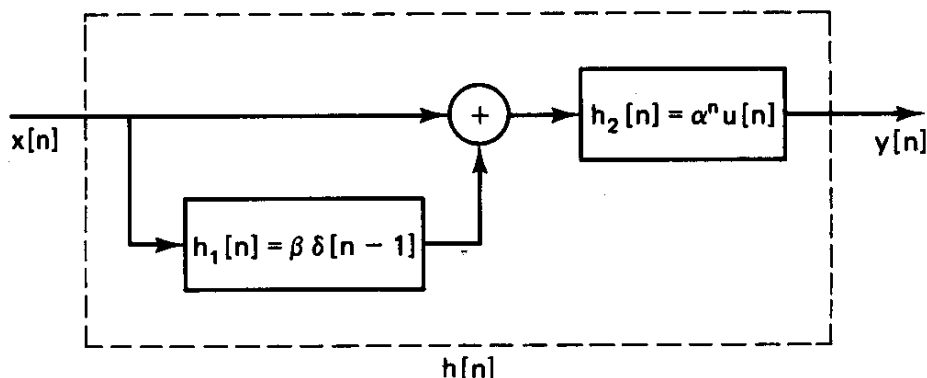 x[n]
+
h₂[n] = αⁿu[n]
y[n]
h₁[n] = β δ[n − 1]
h[n]